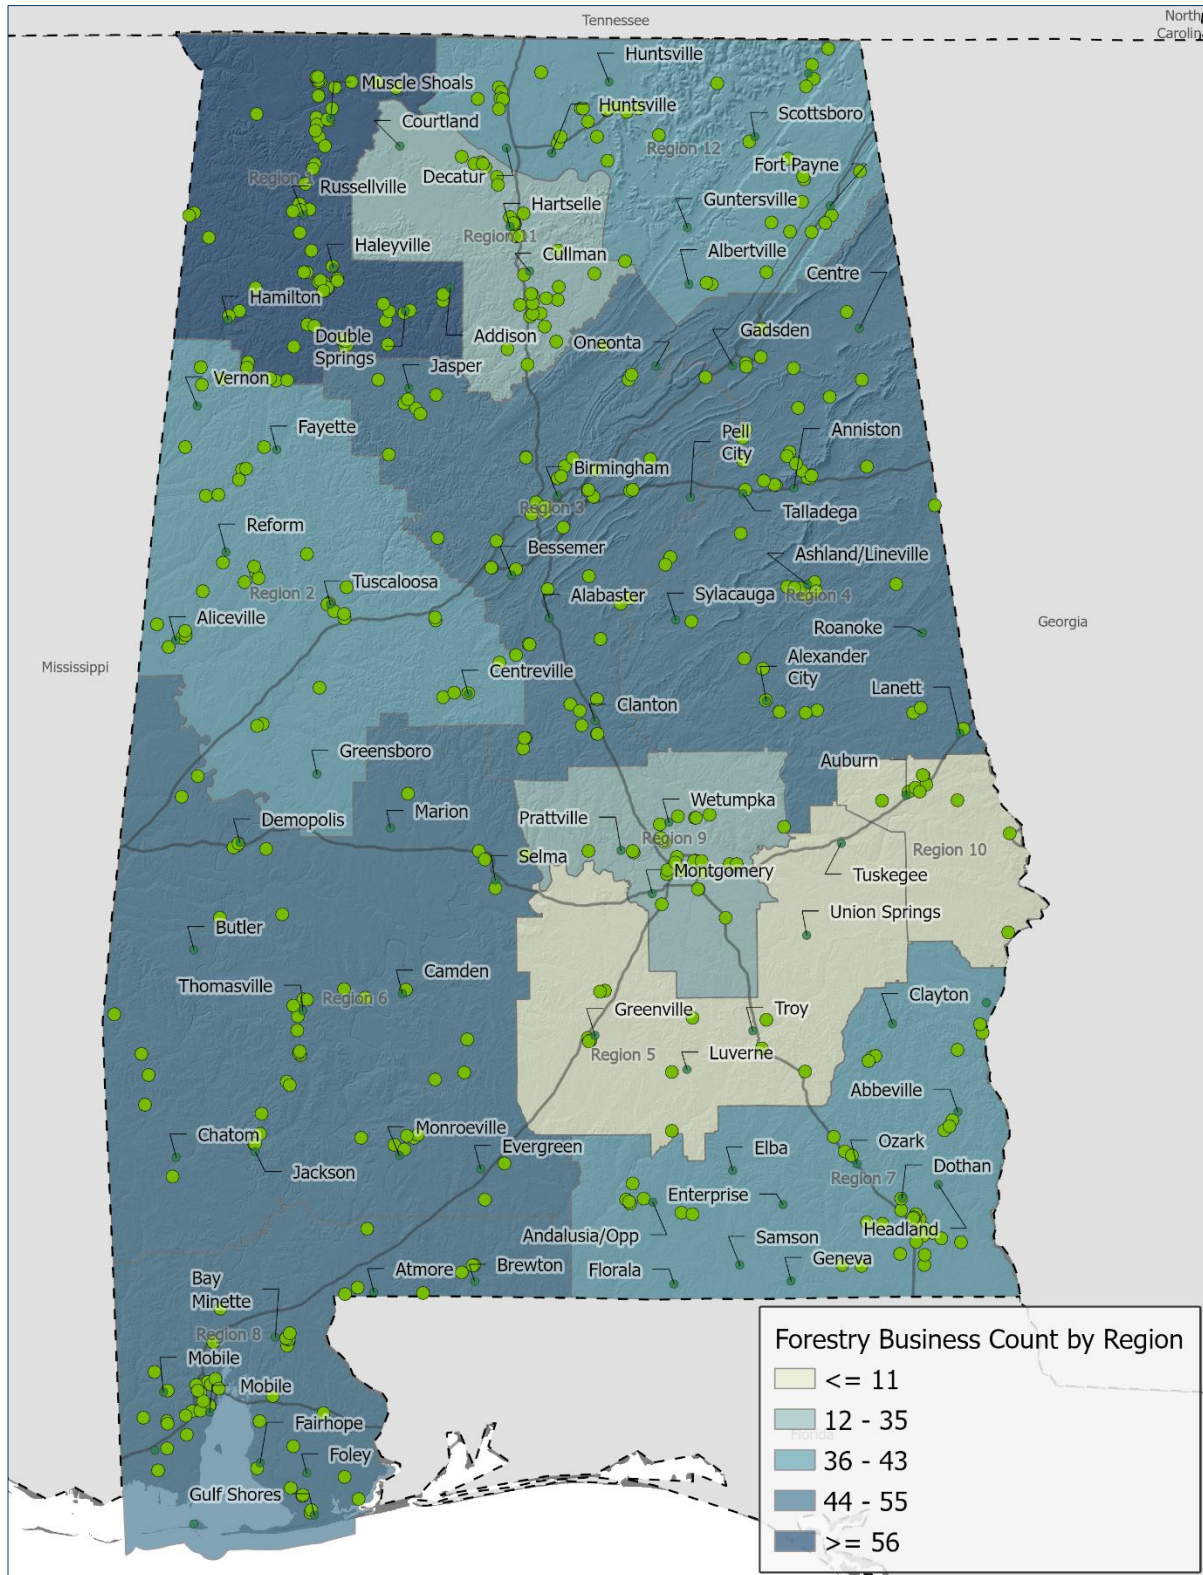 Tennessee
North
Carolina
Huntsville
Muscle Shoals
Huntsville
Scottsboro
Courtland
Region 12
Fort Payne
Decatur
Region 1
Russellville
Hartselle
Guntersville
Region 11
Haleyville
Cullman
Albertville
Centre
Hamilton
Double
Springs
Addison
Oneonta
Gadsden
Jasper
Vernon
Fayette
Pell
City
Anniston
Birmingham
Region 3
Talladega
Reform
Bessemer
Ashland/Lineville
Region 2
Tuscaloosa
Alabaster
Sylacauga
Region 4
Aliceville
Roanoke
Georgia
Mississippi
Centreville
Alexander
City
Lanett
Clanton
Greensboro
Auburn
Demopolis
Marion
Prattville
Wetumpka
Region 9
Region 10
Selma
Montgomery
Tuskegee
Union Springs
Butler
Thomasville
Region 6
Camden
Clayton
Greenville
Troy
Region 5
Luverne
Abbeville
Chatom
Jackson
Monroeville
Evergreen
Elba
Ozark
Region 7
Dothan
Enterprise
Headland
Andalusia/Opp
Samson
Atmore
Brewton
Florala
Geneva
Bay
Minette
Region 8
Mobile
Mobile
Fairhope
Foley
Gulf Shores
Forestry Business Count by Region
<= 11
12 - 35
Florida
36 - 43
44 - 55
>= 56